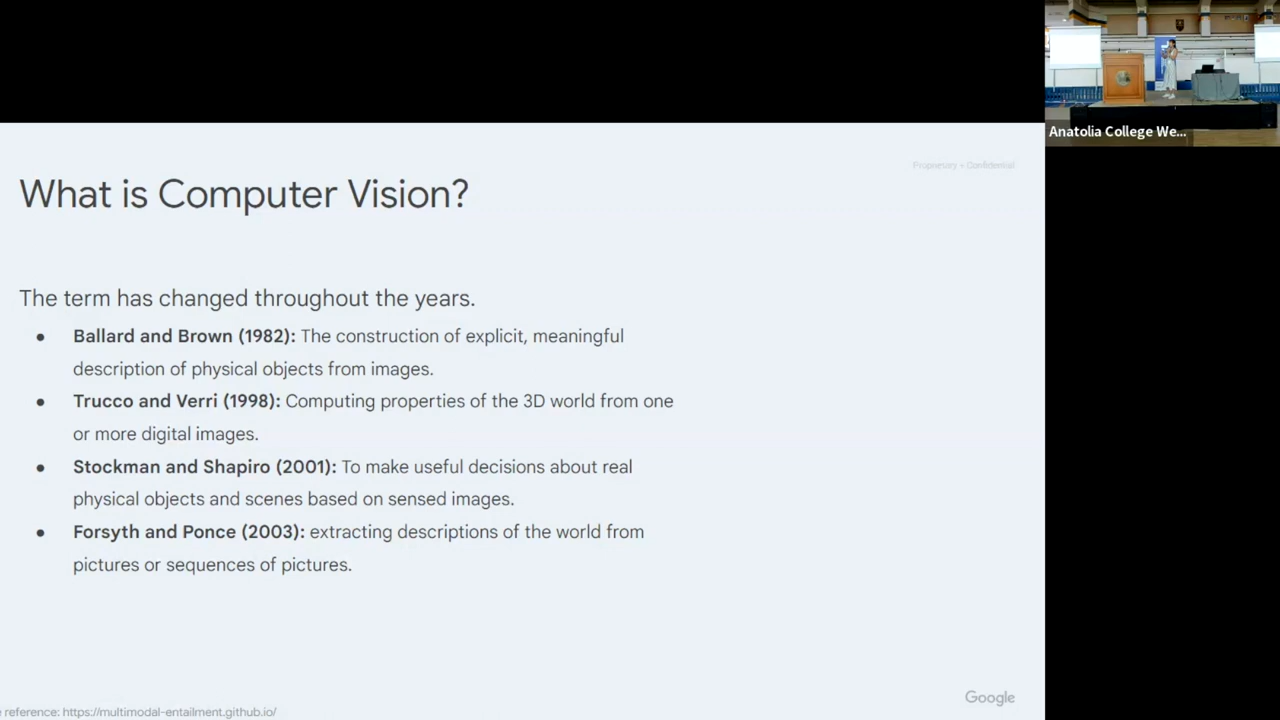 Anatolia College We...
Proprietary + Confidential
What is Computer Vision?
The term has changed throughout the years.
● Ballard and Brown (1982): The construction of explicit, meaningful
description of physical objects from images.
● Trucco and Verri (1998): Computing properties of the 3D world from one
or more digital images.
● Stockman and Shapiro (2001): To make useful decisions about real
physical objects and scenes based on sensed images.
● Forsyth and Ponce (2003): extracting descriptions of the world from
pictures or sequences of pictures.
Google
reference: https://multimodal-entailment.github.io/